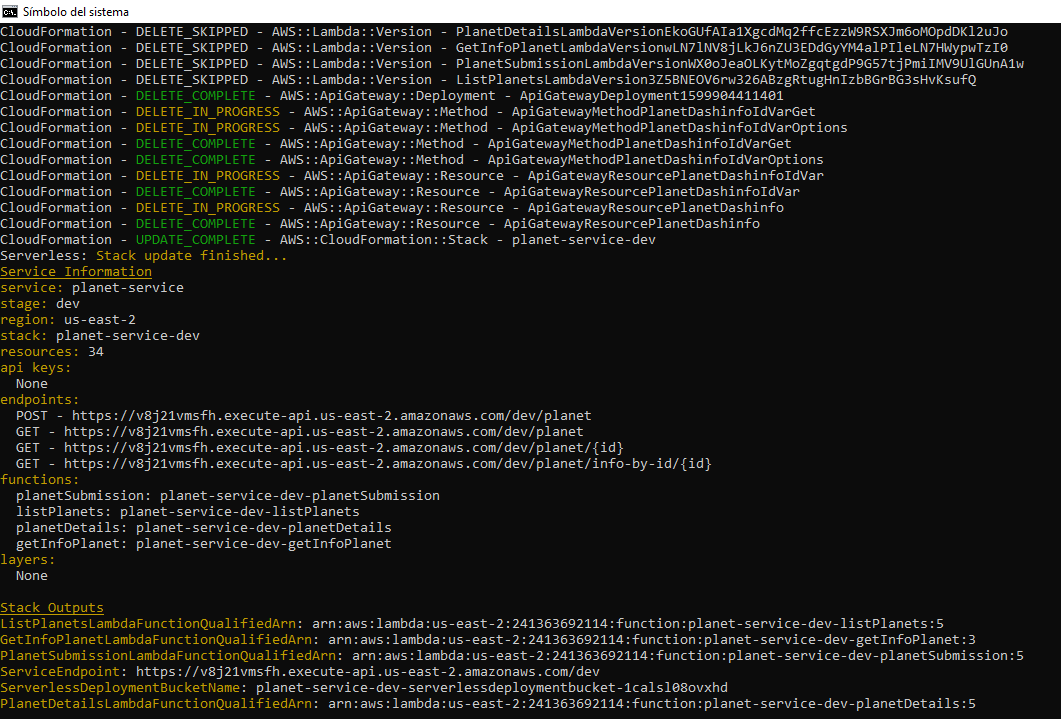 Símbolo del sistema
CloudFormation - DELETE_SKIPPED - AWS::Lambda::Version - PlanetDetailsLambdaVersionEkoGUfAIa1XgcdMq2ffcEzzW9RSXJm6oMOpdDKl2uJo
CloudFormation - DELETE_SKIPPED - AWS::Lambda::Version - GetInfoPlanetLambdaVersionwLN7lNV8jLkJ6nZU3EDdGyYM4alPIleLN7HWypwTzI0
CloudFormation - DELETE_SKIPPED - AWS::Lambda::Version - PlanetSubmissionLambdaVersionWX0oJeaOLKytMoZgqtgdP9G57tjPmiIMV9UlGUnA1w
CloudFormation - DELETE_SKIPPED - AWS::Lambda::Version - ListPlanetsLambdaVersion3Z5BNEOV6rw326ABzgRtugHnIzbBGrBG3sHvKsufQ
CloudFormation - DELETE_COMPLETE - AWS::ApiGateway::Deployment - ApiGatewayDeployment1599904411401
CloudFormation - DELETE_IN_PROGRESS - AWS::ApiGateway::Method - ApiGatewayMethodPlanetDashinfoIdVarGet
CloudFormation - DELETE_IN_PROGRESS - AWS::ApiGateway::Method - ApiGatewayMethodPlanetDashinfoIdVarOptions
CloudFormation - DELETE_COMPLETE - AWS::ApiGateway::Method - ApiGatewayMethodPlanetDashinfoIdVarGet
CloudFormation - DELETE_COMPLETE - AWS::ApiGateway::Method - ApiGatewayMethodPlanetDashinfoIdVarOptions
CloudFormation - DELETE_IN_PROGRESS - AWS::ApiGateway::Resource - ApiGatewayResourcePlanetDashinfoIdVar
CloudFormation - DELETE_COMPLETE - AWS::ApiGateway::Resource - ApiGatewayResourcePlanetDashinfoIdVar
CloudFormation - DELETE_IN_PROGRESS - AWS::ApiGateway::Resource - ApiGatewayResourcePlanetDashinfo
CloudFormation - DELETE_COMPLETE - AWS::ApiGateway::Resource - ApiGatewayResourcePlanetDashinfo
CloudFormation - UPDATE_COMPLETE - AWS::CloudFormation::Stack - planet-service-dev
Serverless: Stack update finished...
Service Information
service: planet-service
stage: dev
region: us-east-2
stack: planet-service-dev
resources: 34
api keys:
  None
endpoints:
  POST - https://v8j21vmsfh.execute-api.us-east-2.amazonaws.com/dev/planet
  GET - https://v8j21vmsfh.execute-api.us-east-2.amazonaws.com/dev/planet
  GET - https://v8j21vmsfh.execute-api.us-east-2.amazonaws.com/dev/planet/{id}
  GET - https://v8j21vmsfh.execute-api.us-east-2.amazonaws.com/dev/planet/info-by-id/{id}
functions:
  planetSubmission: planet-service-dev-planetSubmission
  listPlanets: planet-service-dev-listPlanets
  planetDetails: planet-service-dev-planetDetails
  getInfoPlanet: planet-service-dev-getInfoPlanet
layers:
  None
Stack Outputs
ListPlanetsLambdaFunctionQualifiedArn: arn:aws:lambda:us-east-2:241363692114:function:planet-service-dev-listPlanets:5
GetInfoPlanetLambdaFunctionQualifiedArn: arn:aws:lambda:us-east-2:241363692114:function:planet-service-dev-getInfoPlanet:3
PlanetSubmissionLambdaFunctionQualifiedArn: arn:aws:lambda:us-east-2:241363692114:function:planet-service-dev-planetSubmission:5
ServiceEndpoint: https://v8j21vmsfh.execute-api.us-east-2.amazonaws.com/dev
ServerlessDeploymentBucketName: planet-service-dev-serverlessdeploymentbucket-1calsl08ovxhd
PlanetDetailsLambdaFunctionQualifiedArn: arn:aws:lambda:us-east-2:241363692114:function:planet-service-dev-planetDetails:5